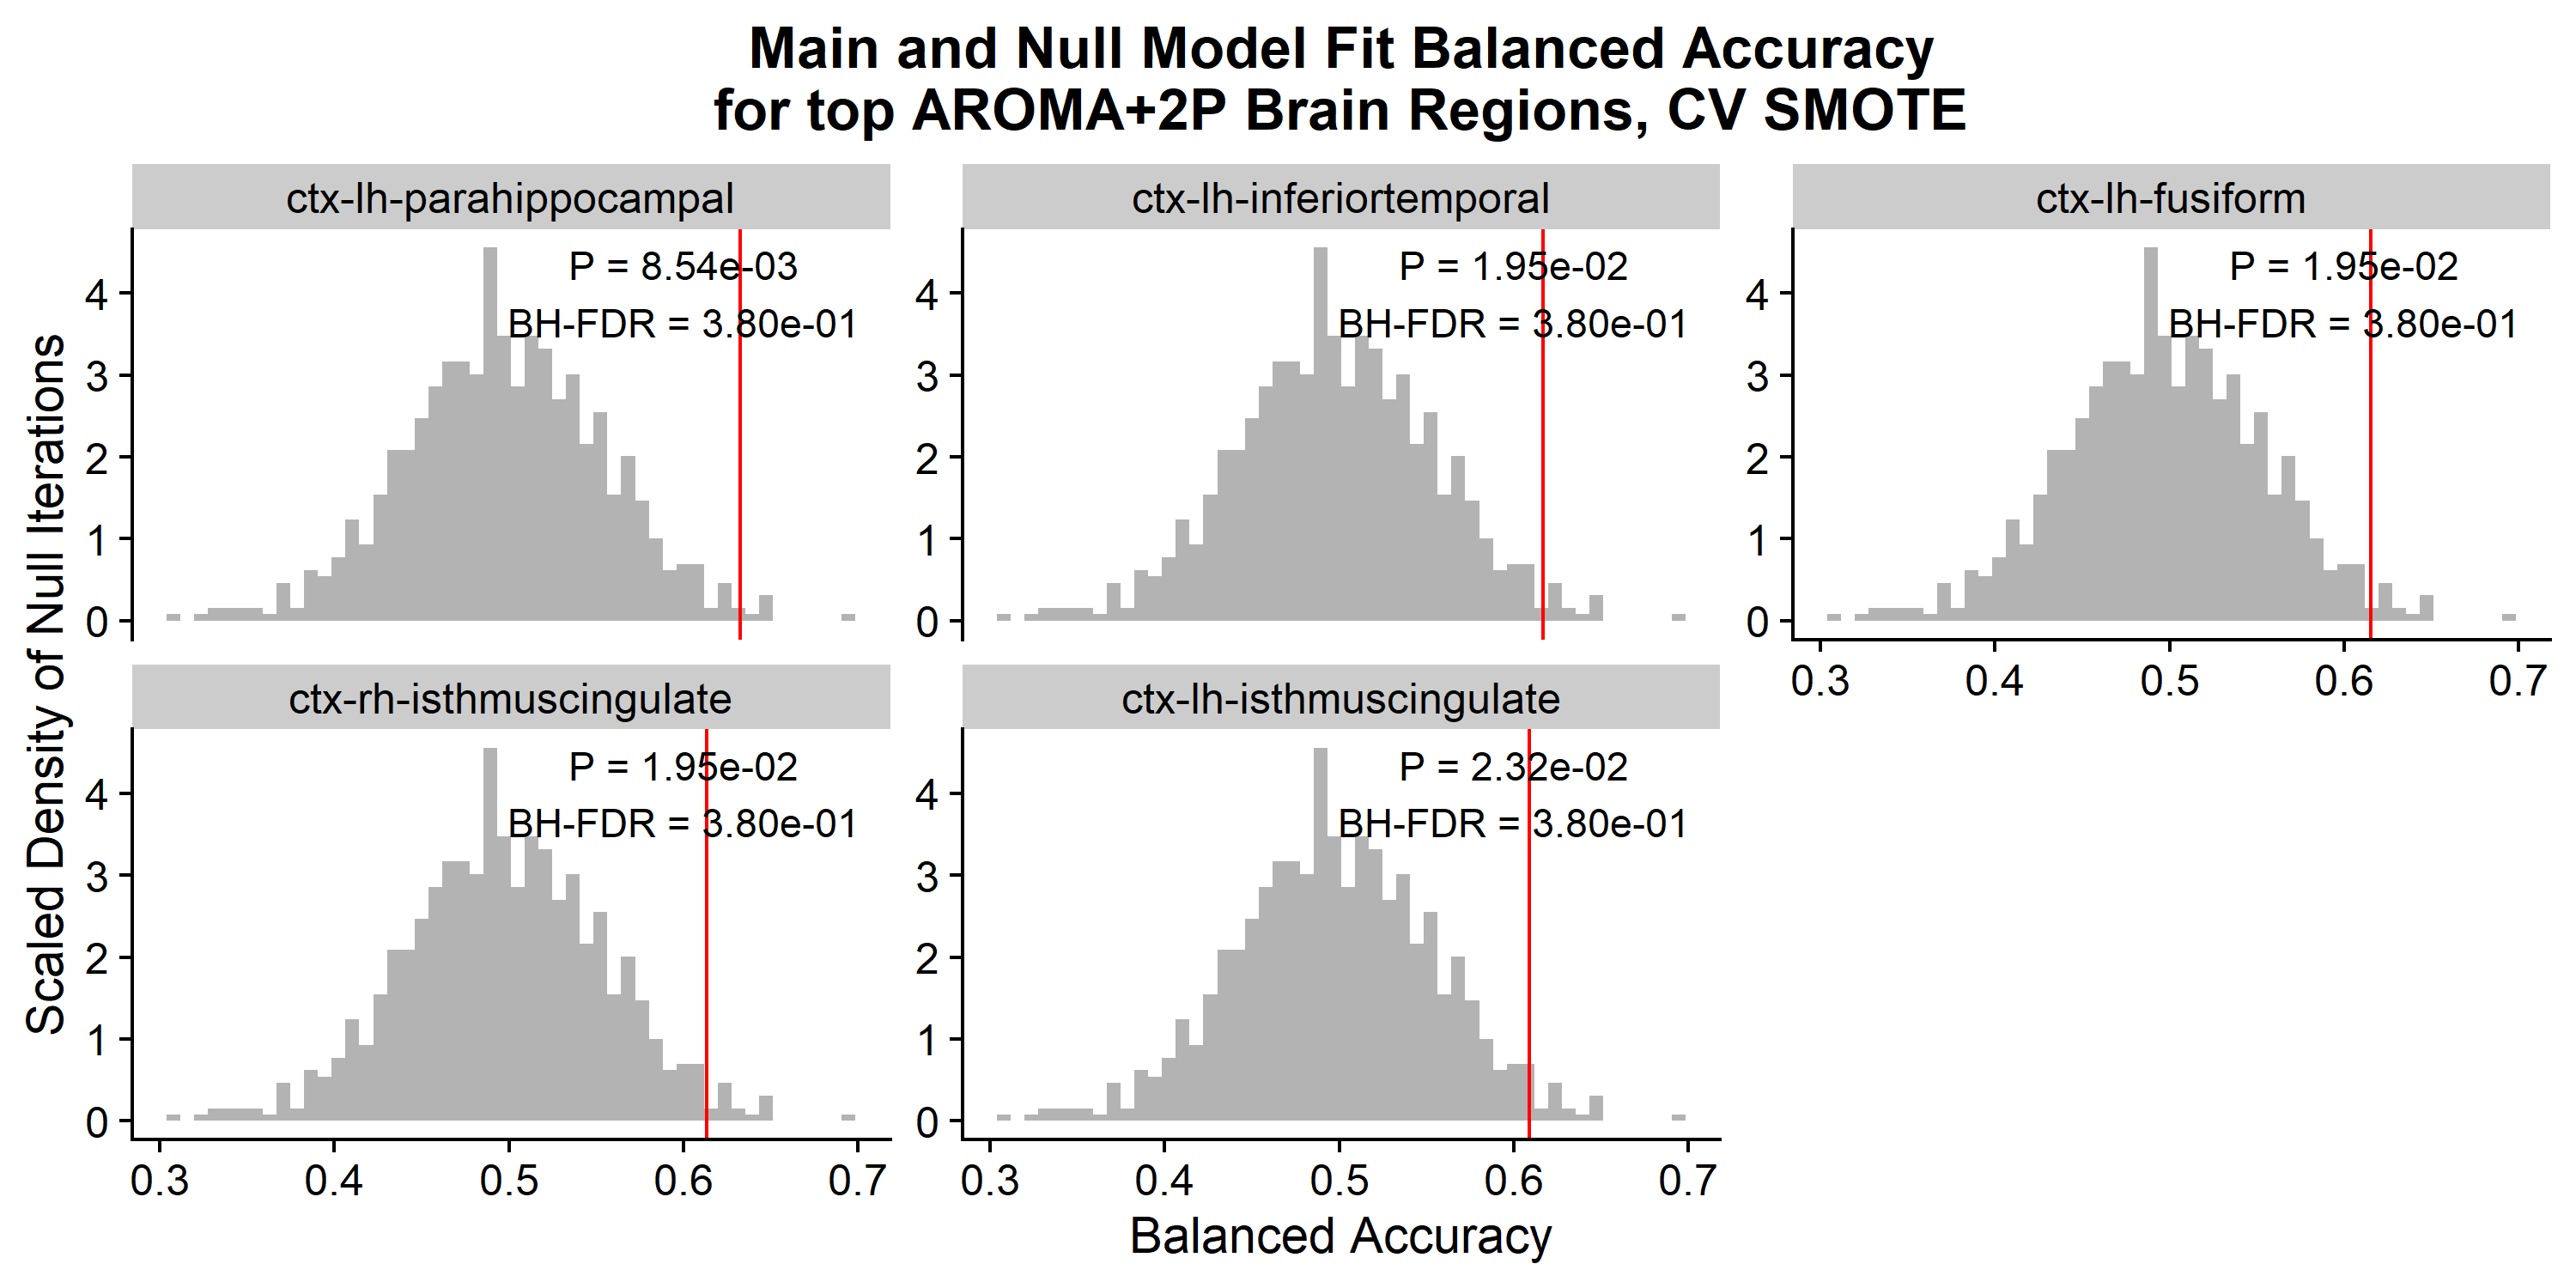 Main and Null Model Fit Balanced Accuracy
for top AROMA+2P Brain Regions, CV SMOTE
Scaled Density of Null Iterations
ctx-lh-parahippocampal
P = 8.54e-03
BH-FDR = 3.80e-01
4
3
2
1
0
ctx-lh-inferiortemporal
P = 1.95e-02
BH-FDR = 3.80e-01
4
3
2
1
0
ctx-lh-fusiform
P = 1.95e-02
BH-FDR = 3.80e-01
4
3
2
1
0
0.3 0.4 0.5 0.6 0.7
ctx-rh-isthmuscingulate
P = 1.95e-02
BH-FDR = 3.80e-01
4
3
2
1
0
0.3 0.4 0.5 0.6 0.7
ctx-lh-isthmuscingulate
P = 2.32e-02
BH-FDR = 3.80e-01
4
3
2
1
0
0.3 0.4 0.5 0.6 0.7
Balanced Accuracy